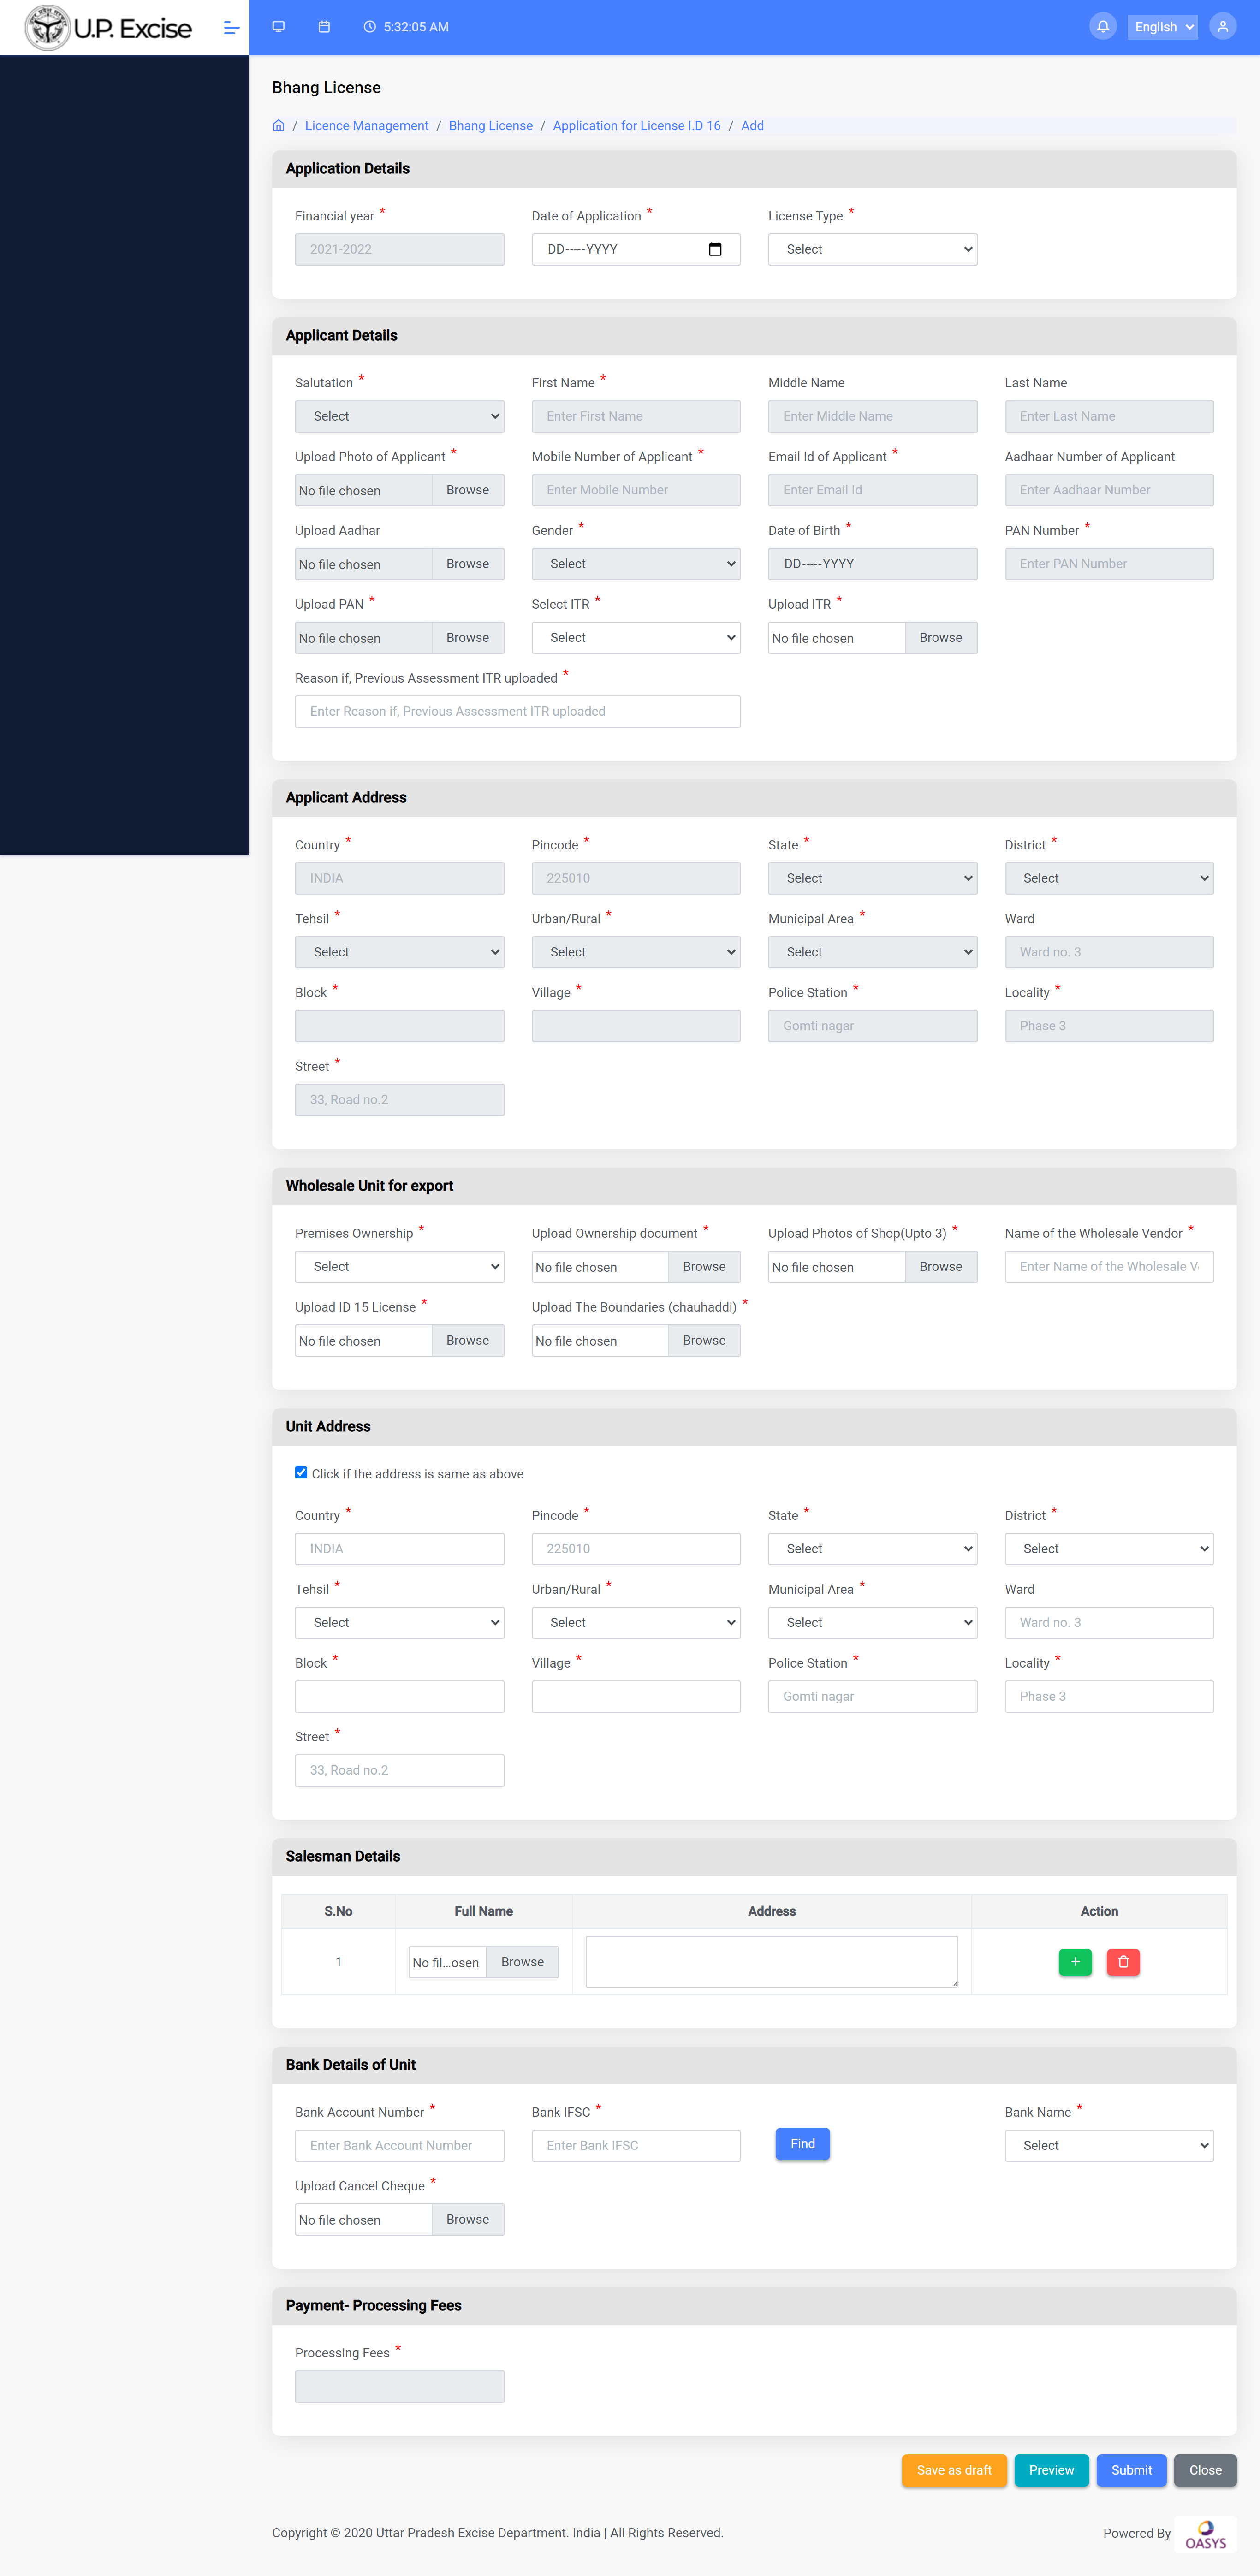 U.P. Excise
5:32:05 AM
English
Bhang License
/ Licence Management / Bhang License / Application for License I.D 16 / Add
Application Details
Financial year * Date of Application * License Type *
2021-2022 DD-----YYYY Select
Applicant Details
Salutation * First Name * Middle Name Last Name
Select Enter First Name Enter Middle Name Enter Last Name
Upload Photo of Applicant * Mobile Number of Applicant * Email Id of Applicant * Aadhaar Number of Applicant
No file chosen Browse Enter Mobile Number Enter Email Id Enter Aadhaar Number
Upload Aadhar Gender * Date of Birth * PAN Number *
No file chosen Browse Select DD-----YYYY Enter PAN Number
Upload PAN * Select ITR * Upload ITR *
No file chosen Browse Select No file chosen Browse
Reason if, Previous Assessment ITR uploaded *
Enter Reason if, Previous Assessment ITR uploaded
Applicant Address
Country * Pincode * State * District *
INDIA 225010 Select Select
Tehsil * Urban/Rural * Municipal Area * Ward
Select Select Select Ward no. 3
Block * Village * Police Station * Locality *
Gomti nagar Phase 3
Street *
33, Road no.2
Wholesale Unit for export
Premises Ownership * Upload Ownership document * Upload Photos of Shop(Upto 3) * Name of the Wholesale Vendor *
Select No file chosen Browse No file chosen Browse Enter Name of the Wholesale V
Upload ID 15 License * Upload The Boundaries (chauhaddi) *
No file chosen Browse No file chosen Browse
Unit Address
Click if the address is same as above
Country * Pincode * State * District *
INDIA 225010 Select Select
Tehsil * Urban/Rural * Municipal Area * Ward
Select Select Select Ward no. 3
Block * Village * Police Station * Locality *
Gomti nagar Phase 3
Street *
33, Road no.2
Salesman Details
S.No Full Name Address Action
1 No fil...osen Browse
Bank Details of Unit
Bank Account Number * Bank IFSC * Bank Name *
Enter Bank Account Number Enter Bank IFSC Find Select
Upload Cancel Cheque *
No file chosen Browse
Payment- Processing Fees
Processing Fees *
Save as draft Preview Submit Close
Copyright © 2020 Uttar Pradesh Excise Department. India | All Rights Reserved. Powered By OASYS